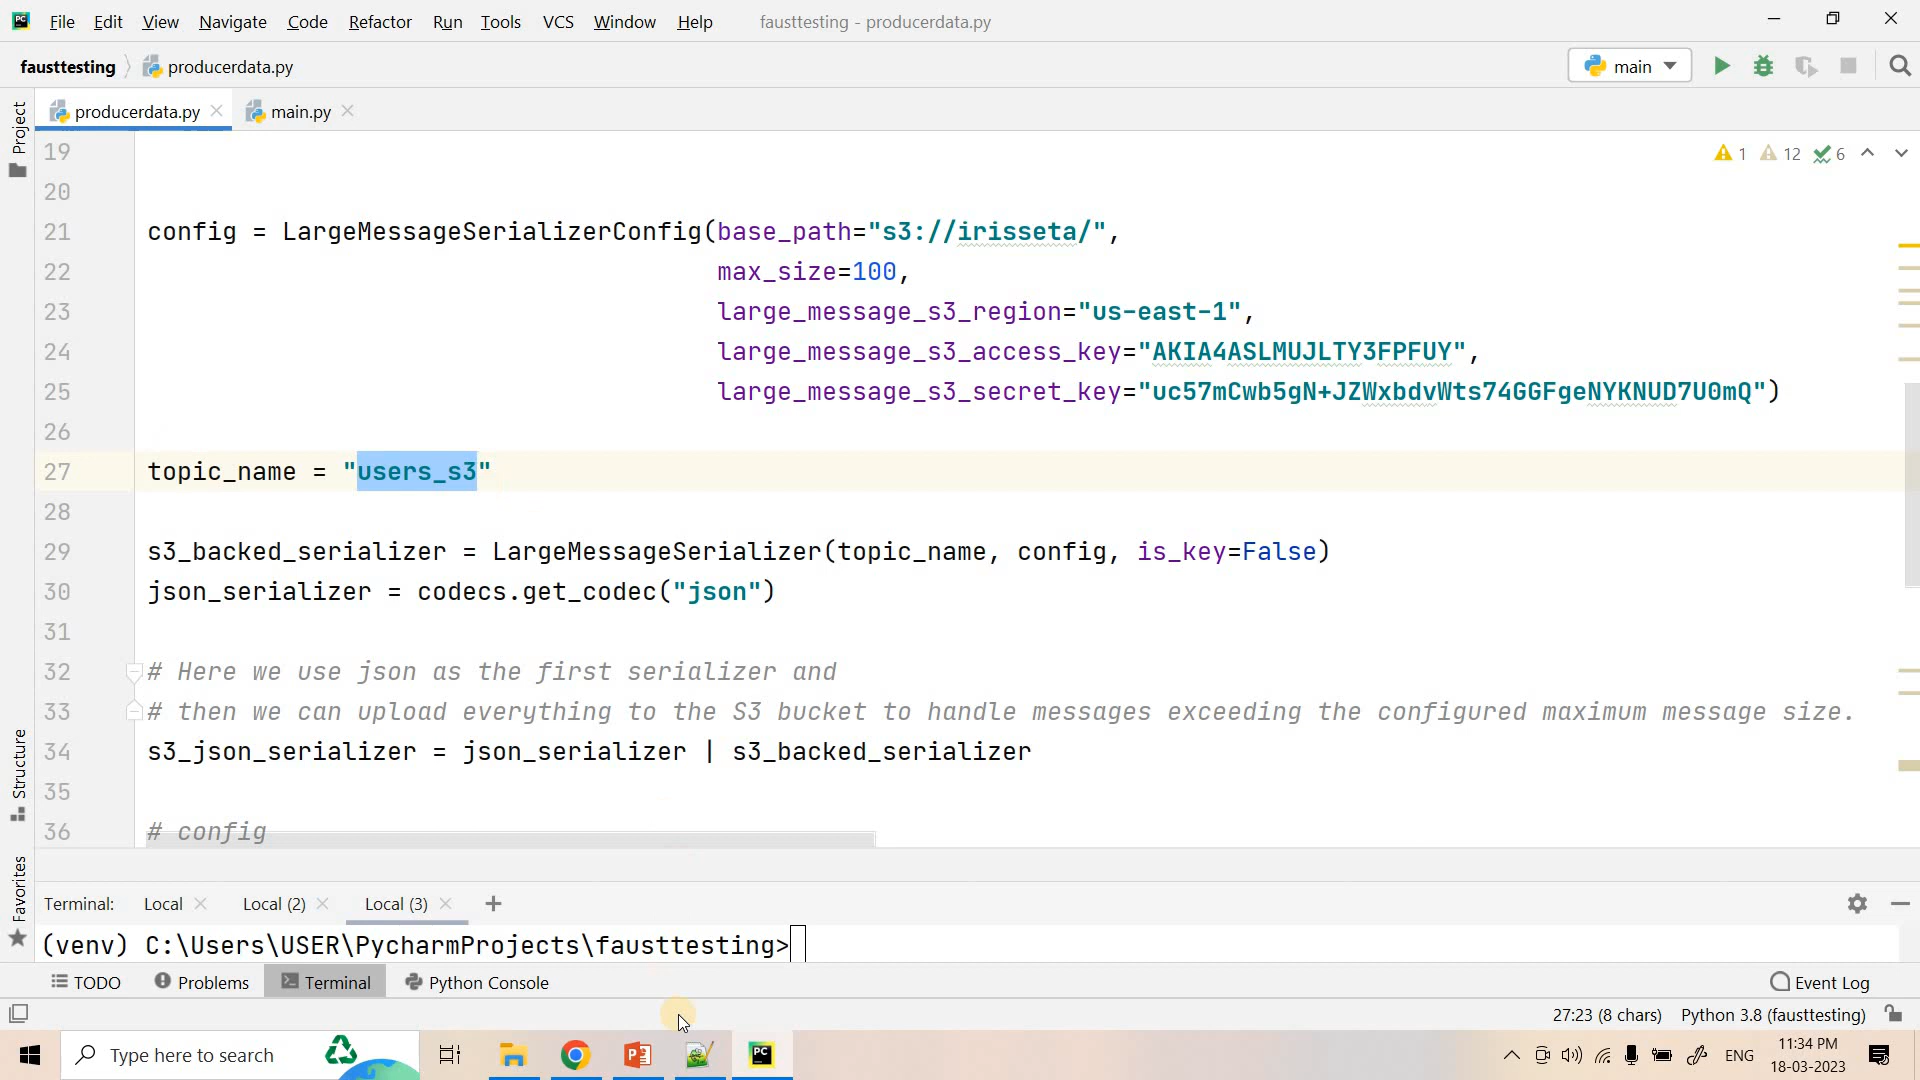 File Edit View Navigate Code Refactor Run Tools VCS Window Help fausttesting - producerdata.py
fausttesting producerdata.py main
producerdata.py main.py
Project
19
1 12 6
20
21 config = LargeMessageSerializerConfig(base_path="s3://irisseta/",
22 max_size=100,
23 large_message_s3_region="us-east-1",
24 large_message_s3_access_key="AKIA4ASLMUJLTY3FPFUY",
25 large_message_s3_secret_key="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")
26
27 topic_name = "users_s3"
28
29 s3_backed_serializer = LargeMessageSerializer(topic_name, config, is_key=False)
30 json_serializer = codecs.get_codec("json")
31
32 # Here we use json as the first serializer and
33 # then we can upload everything to the S3 bucket to handle messages exceeding the configured maximum message size.
34 s3_json_serializer = json_serializer | s3_backed_serializer
35
36 # config
Structure
Favorites
Terminal: Local Local (2) Local (3) +
(venv) C:\Users\USER\PycharmProjects\fausttesting>
TODO Problems Terminal Python Console Event Log
27:23 (8 chars) Python 3.8 (fausttesting)
Type here to search
ENG
11:34 PM
18-03-2023